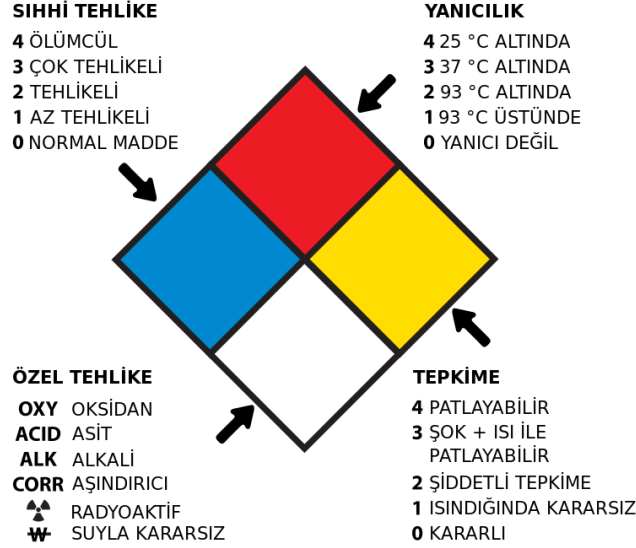 SIHHİ TEHLİKE
4 ÖLÜMCÜL
3 ÇOK TEHLİKELİ
2 TEHLİKELİ
1 AZ TEHLİKELİ
0 NORMAL MADDE
YANICILIK
4 25 °C ALTINDA
3 37 °C ALTINDA
2 93 °C ALTINDA
1 93 °C ÜSTÜNDE
0 YANICI DEĞİL
ÖZEL TEHLİKE
OXY OKSİDAN
ACID ASİT
ALK ALKALİ
CORR AŞINDIRICI
☢ RADYOAKTİF
W̶ SUYLA KARARSIZ
TEPKİME
4 PATLAYABİLİR
3 ŞOK + ISI İLE
PATLAYABİLİR
2 ŞİDDETLİ TEPKİME
1 ISINDIĞINDA KARARSIZ
0 KARARLI